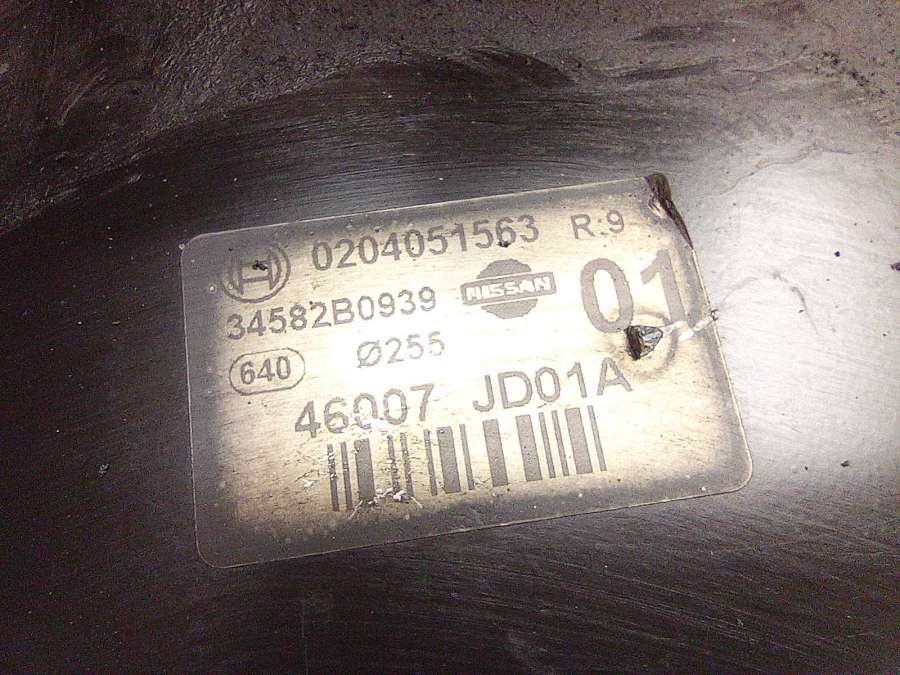 0204051563 R:9
34582B0939 NISSAN 01
640 Ø255
46007 JD01A